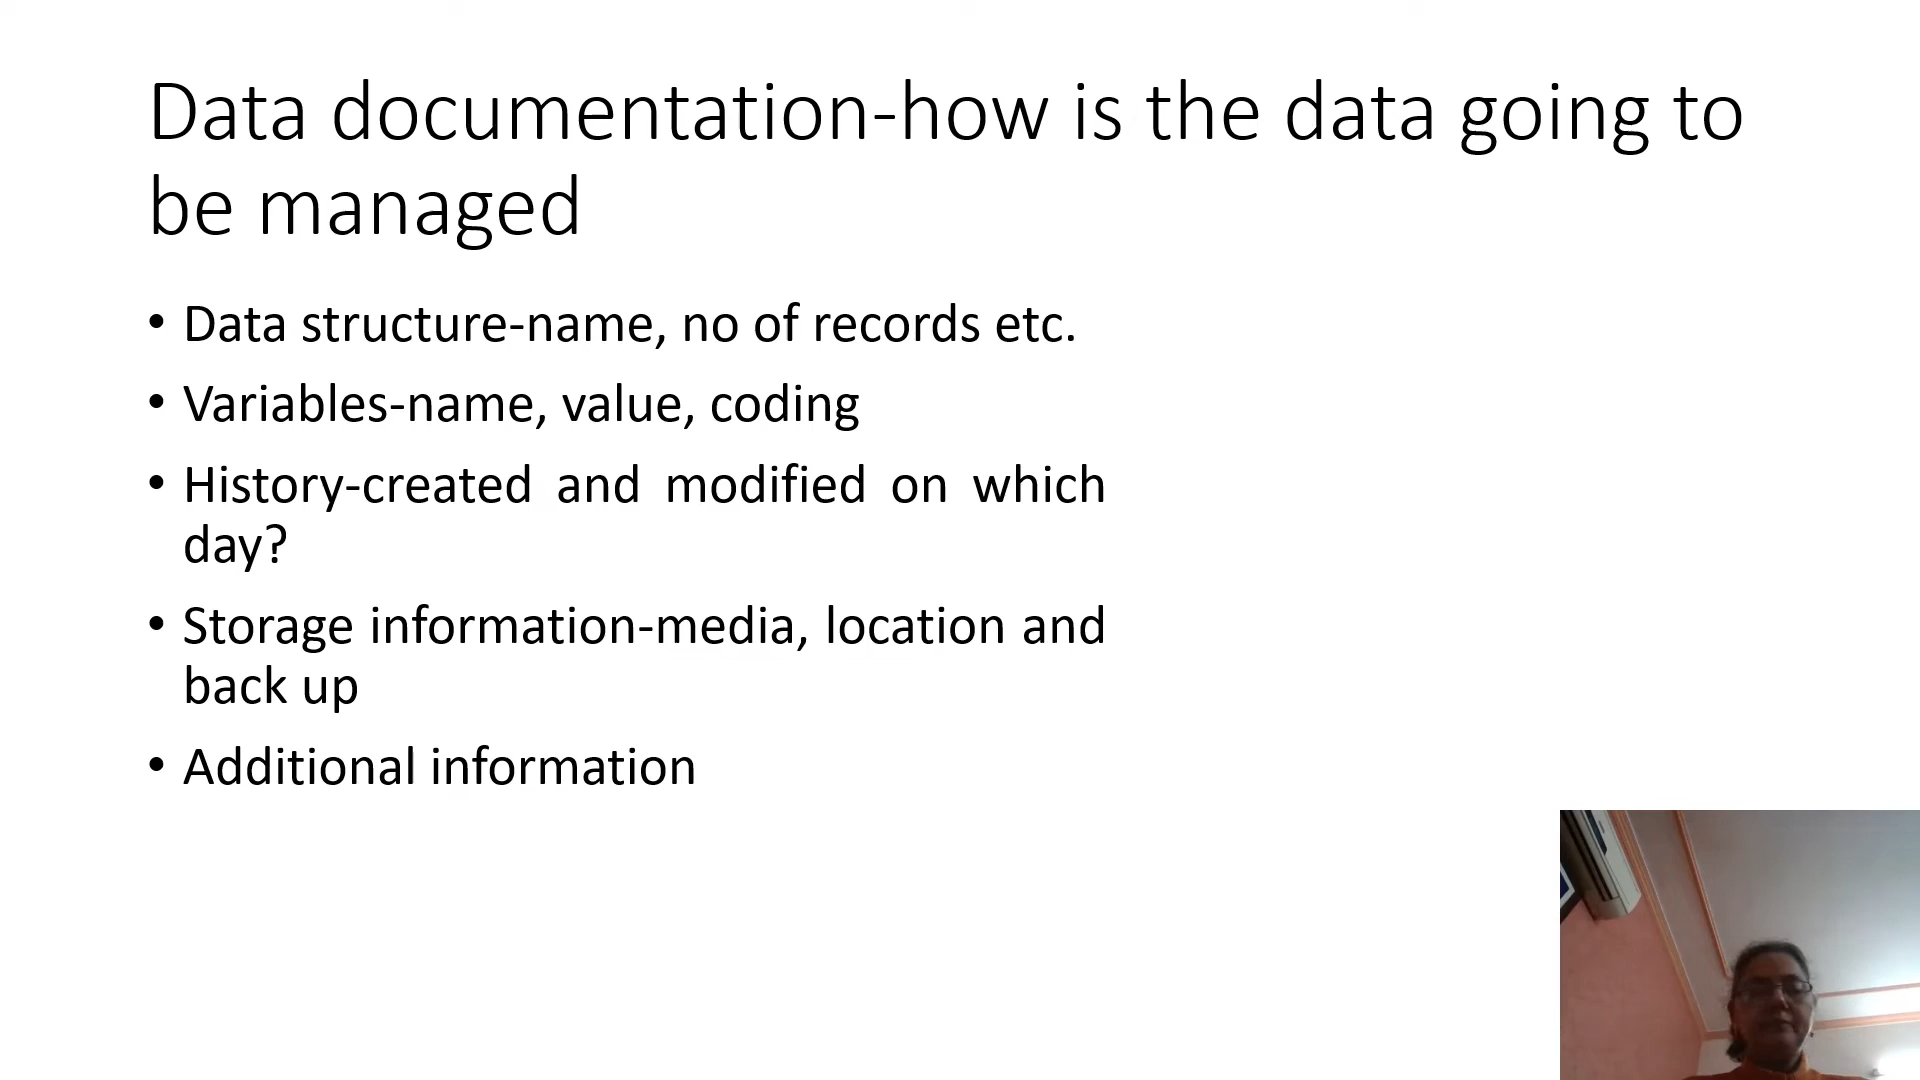 Data documentation-how is the data going to
be managed
• Data structure-name, no of records etc.
• Variables-name, value, coding
• History-created and modified on which
day?
• Storage information-media, location and
back up
• Additional information